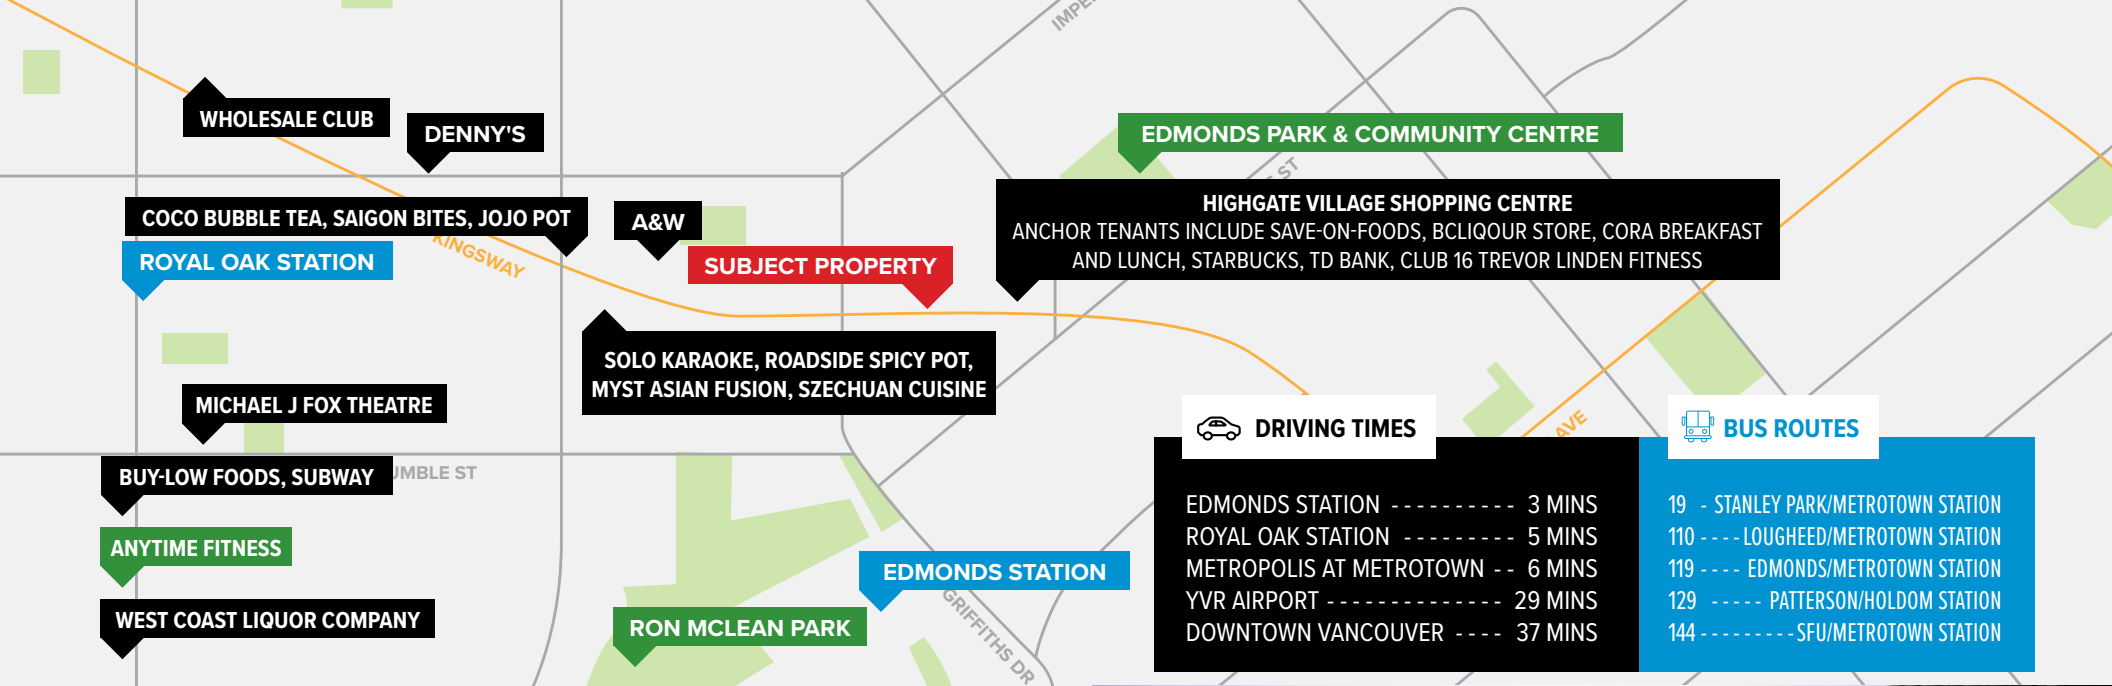 WHOLESALE CLUB
DENNY'S
EDMONDS PARK & COMMUNITY CENTRE
ST
COCO BUBBLE TEA, SAIGON BITES, JOJO POT
A&W
HIGHGATE VILLAGE SHOPPING CENTRE
ANCHOR TENANTS INCLUDE SAVE-ON-FOODS, BCLIQOUR STORE, CORA BREAKFAST
AND LUNCH, STARBUCKS, TD BANK, CLUB 16 TREVOR LINDEN FITNESS
KINGSWAY
ROYAL OAK STATION
SUBJECT PROPERTY
SOLO KARAOKE, ROADSIDE SPICY POT,
MYST ASIAN FUSION, SZECHUAN CUISINE
MICHAEL J FOX THEATRE
BUY-LOW FOODS, SUBWAY
UMBLE ST
ANYTIME FITNESS
WEST COAST LIQUOR COMPANY
EDMONDS STATION
RON MCLEAN PARK
GRIFFITHS DR
AVE
DRIVING TIMES
EDMONDS STATION - - - - - - - - - - 3 MINS
ROYAL OAK STATION - - - - - - - - - 5 MINS
METROPOLIS AT METROTOWN - - 6 MINS
YVR AIRPORT - - - - - - - - - - - - - - 29 MINS
DOWNTOWN VANCOUVER - - - - 37 MINS
BUS ROUTES
19 - STANLEY PARK/METROTOWN STATION
110 - - - - LOUGHEED/METROTOWN STATION
119 - - - - EDMONDS/METROTOWN STATION
129 - - - - - PATTERSON/HOLDOM STATION
144 - - - - - - - - - SFU/METROTOWN STATION